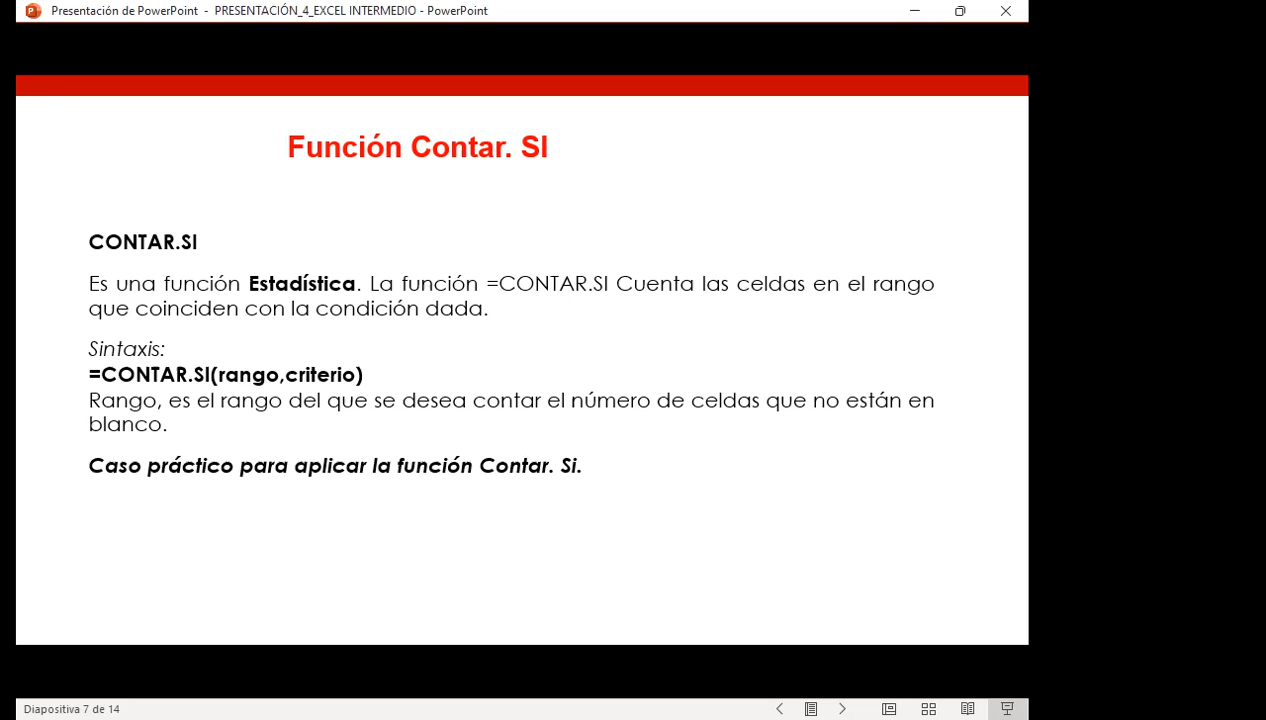 Presentación de PowerPoint - PRESENTACIÓN_4_EXCEL INTERMEDIO - PowerPoint
Función Contar. SI
CONTAR.SI
Es una función Estadística. La función =CONTAR.SI Cuenta las celdas en el rango
que coinciden con la condición dada.
Sintaxis:
=CONTAR.SI(rango,criterio)
Rango, es el rango del que se desea contar el número de celdas que no están en
blanco.
Caso práctico para aplicar la función Contar. Si.
Diapositiva 7 de 14